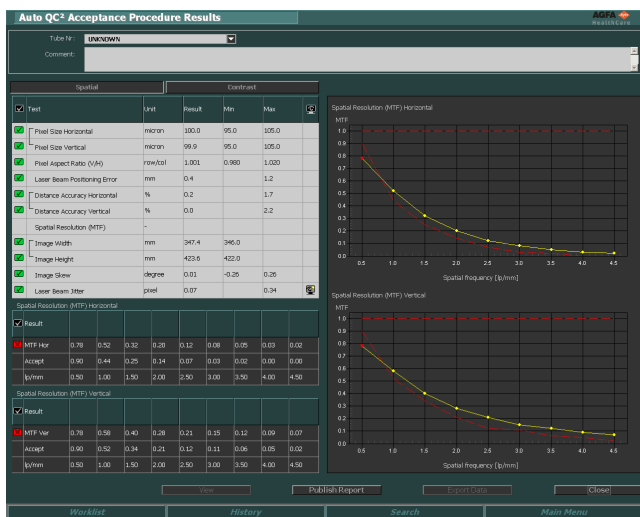 Auto QC² Acceptance Procedure Results
AGFA
HealthCare
Tube Nr: UNKNOWN
Comment:
Spatial Contrast
Test Unit Result Min Max
Pixel Size Horizontal micron 100.0 95.0 105.0
Pixel Size Vertical micron 99.9 95.0 105.0
Pixel Aspect Ratio (V/H) row/col 1.001 0.980 1.020
Laser Beam Positioning Error mm 0.4 1.2
Distance Accuracy Horizontal % 0.2 1.7
Distance Accuracy Vertical % 0.0 2.2
Spatial Resolution (MTF) -
Image Width mm 347.4 346.0
Image Height mm 423.6 422.0
Image Skew degree 0.01 -0.26 0.26
Laser Beam Jitter pixel 0.07 0.34
Spatial Resolution (MTF) Horizontal
Result
MTF Hor 0.78 0.52 0.32 0.20 0.12 0.08 0.05 0.03 0.02
Accept 0.90 0.44 0.25 0.14 0.07 0.03 0.02 0.00 0.00
lp/mm 0.50 1.00 1.50 2.00 2.50 3.00 3.50 4.00 4.50
Spatial Resolution (MTF) Vertical
Result
MTF Ver 0.78 0.58 0.40 0.28 0.21 0.15 0.12 0.09 0.07
Accept 0.90 0.52 0.34 0.21 0.12 0.11 0.06 0.05 0.02
lp/mm 0.50 1.00 1.50 2.00 2.50 3.00 3.50 4.00 4.50
Spatial Resolution (MTF) Horizontal
MTF
1.0
0.9
0.8
0.7
0.6
0.5
0.4
0.3
0.2
0.1
0.0
0.5 1.0 1.5 2.0 2.5 3.0 3.5 4.0 4.5
Spatial frequency [lp/mm]
Spatial Resolution (MTF) Vertical
MTF
1.0
0.9
0.8
0.7
0.6
0.5
0.4
0.3
0.2
0.1
0.0
0.5 1.0 1.5 2.0 2.5 3.0 3.5 4.0 4.5
Spatial frequency [lp/mm]
View Publish Report Export Data Close
Worklist History Search Main Menu